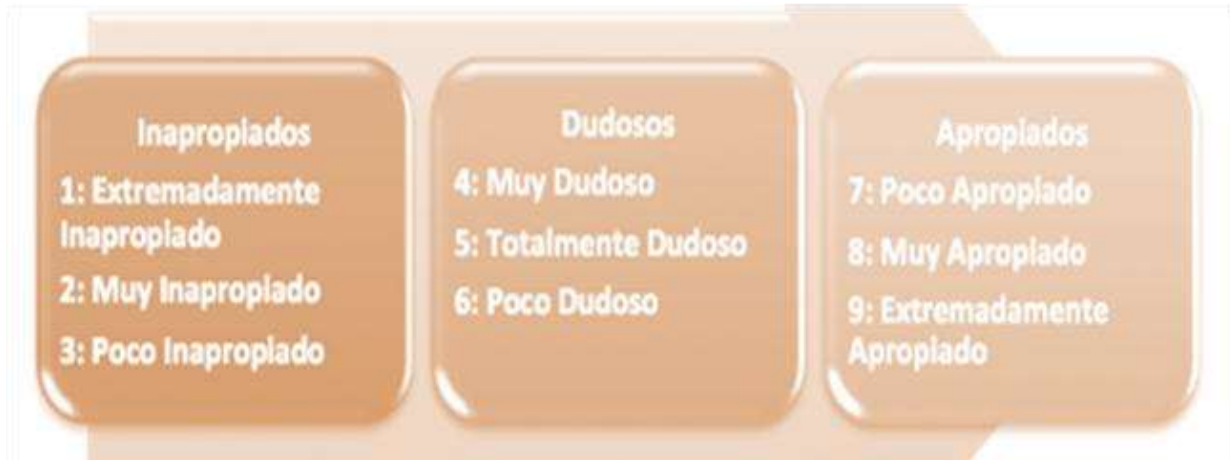 Inapropiados
1: Extremadamente
Inapropiado
2: Muy Inapropiado
3: Poco Inapropiado
Dudosos
4: Muy Dudoso
5: Totalmente Dudoso
6: Poco Dudoso
Apropiados
7: Poco Apropiado
8: Muy Apropiado
9: Extremadamente
Apropiado